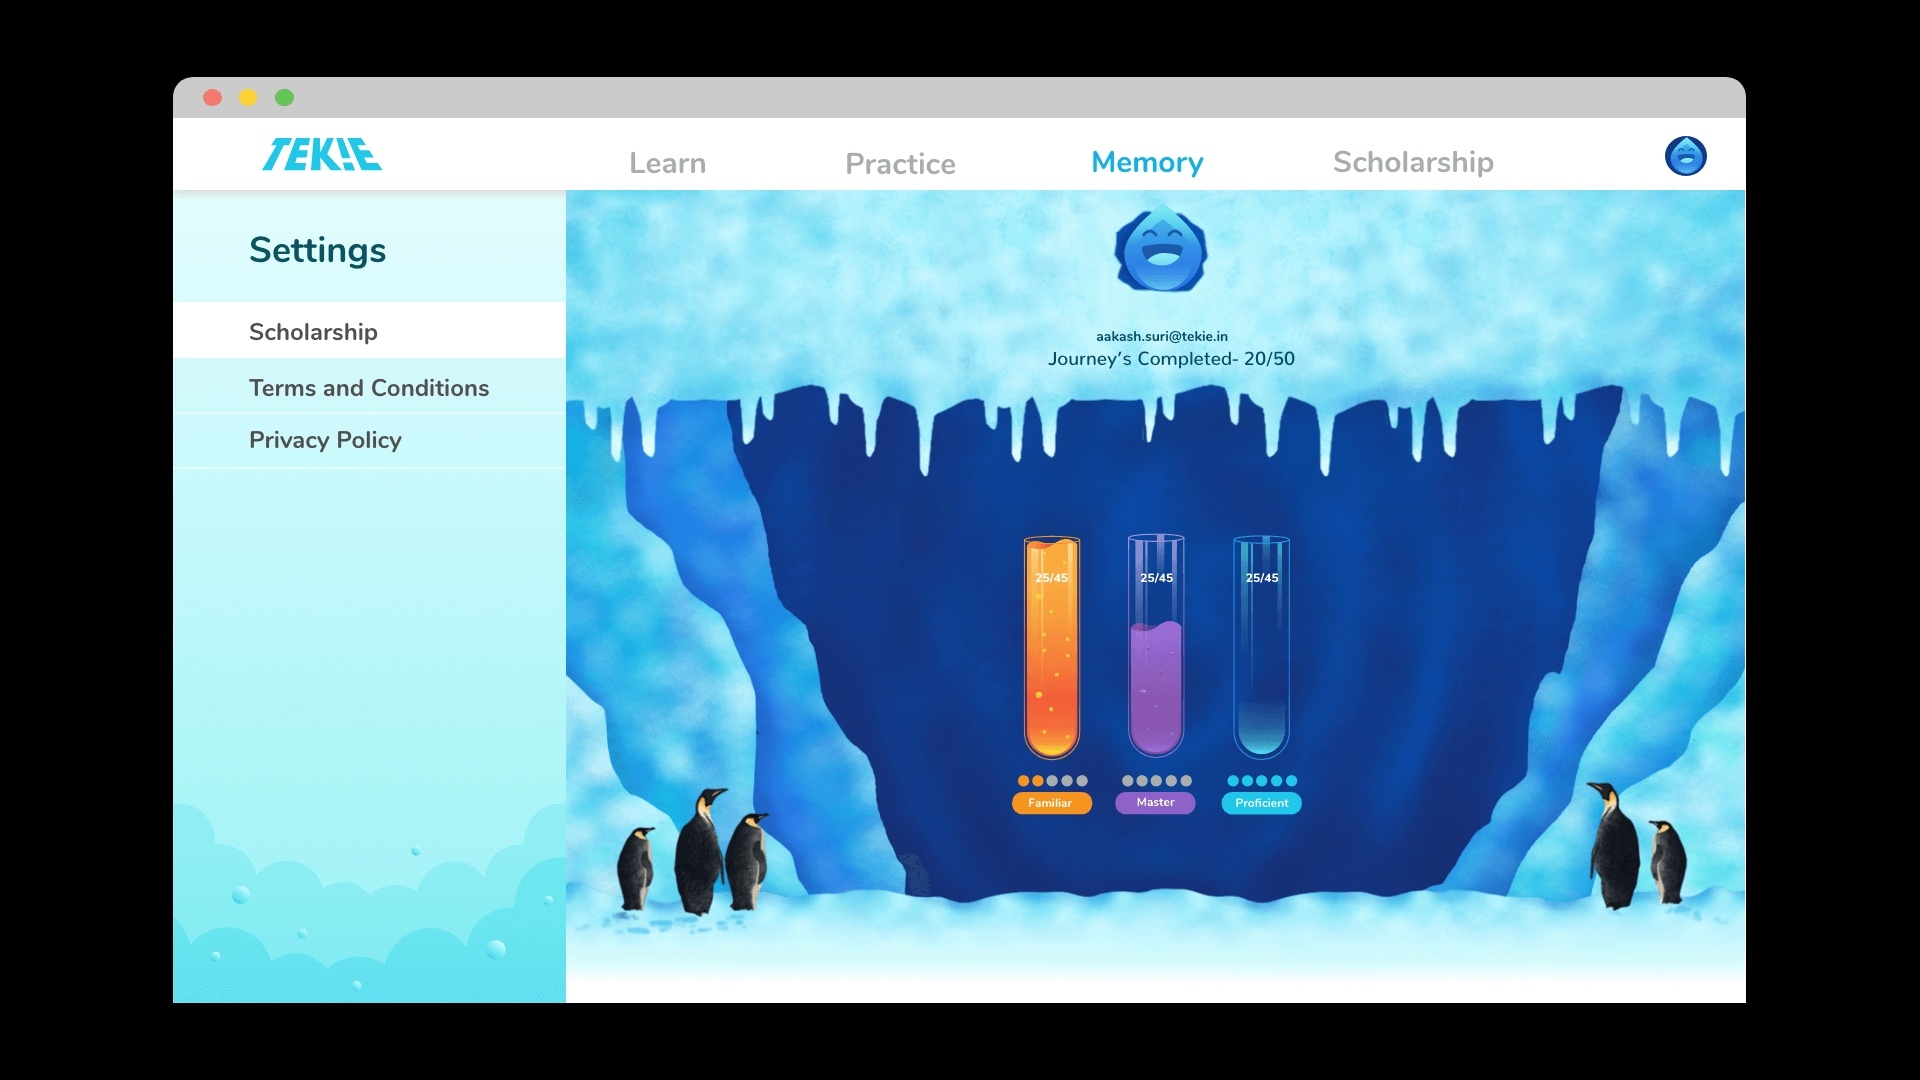 TEKIE
Learn
Practice
Memory
Scholarship
Settings
Scholarship
Terms and Conditions
Privacy Policy
aakash.suri@tekie.in
Journey's Completed- 20/50
25/45
25/45
25/45
Familiar
Master
Proficient